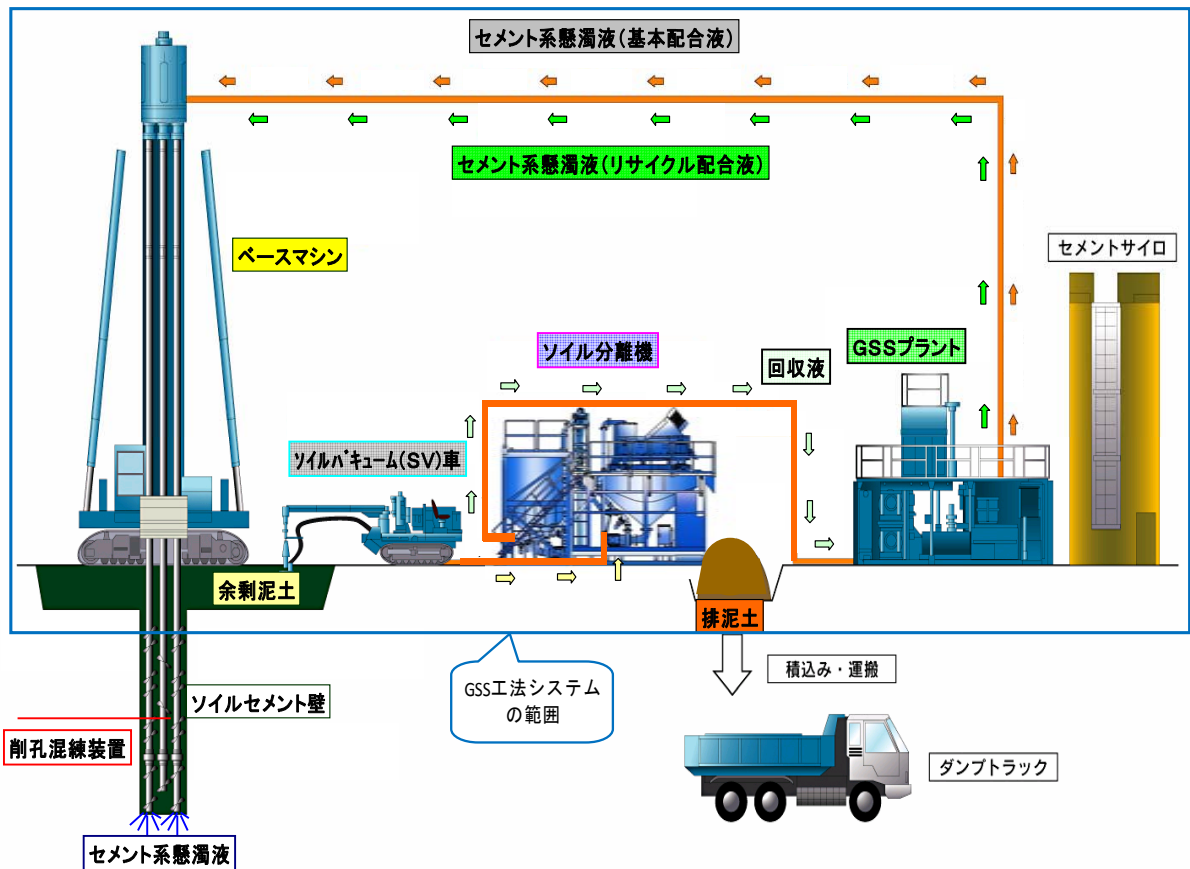 セメント系懸濁液(基本配合液)
セメント系懸濁液(リサイクル配合液)
ベースマシン
セメントサイロ
ソイル分離機
回収液
GSSプラント
ソイルバキューム(SV)車
余剰泥土
排泥土
GSS工法システム
の範囲
積込み・運搬
ソイルセメント壁
削孔混練装置
ダンプトラック
セメント系懸濁液